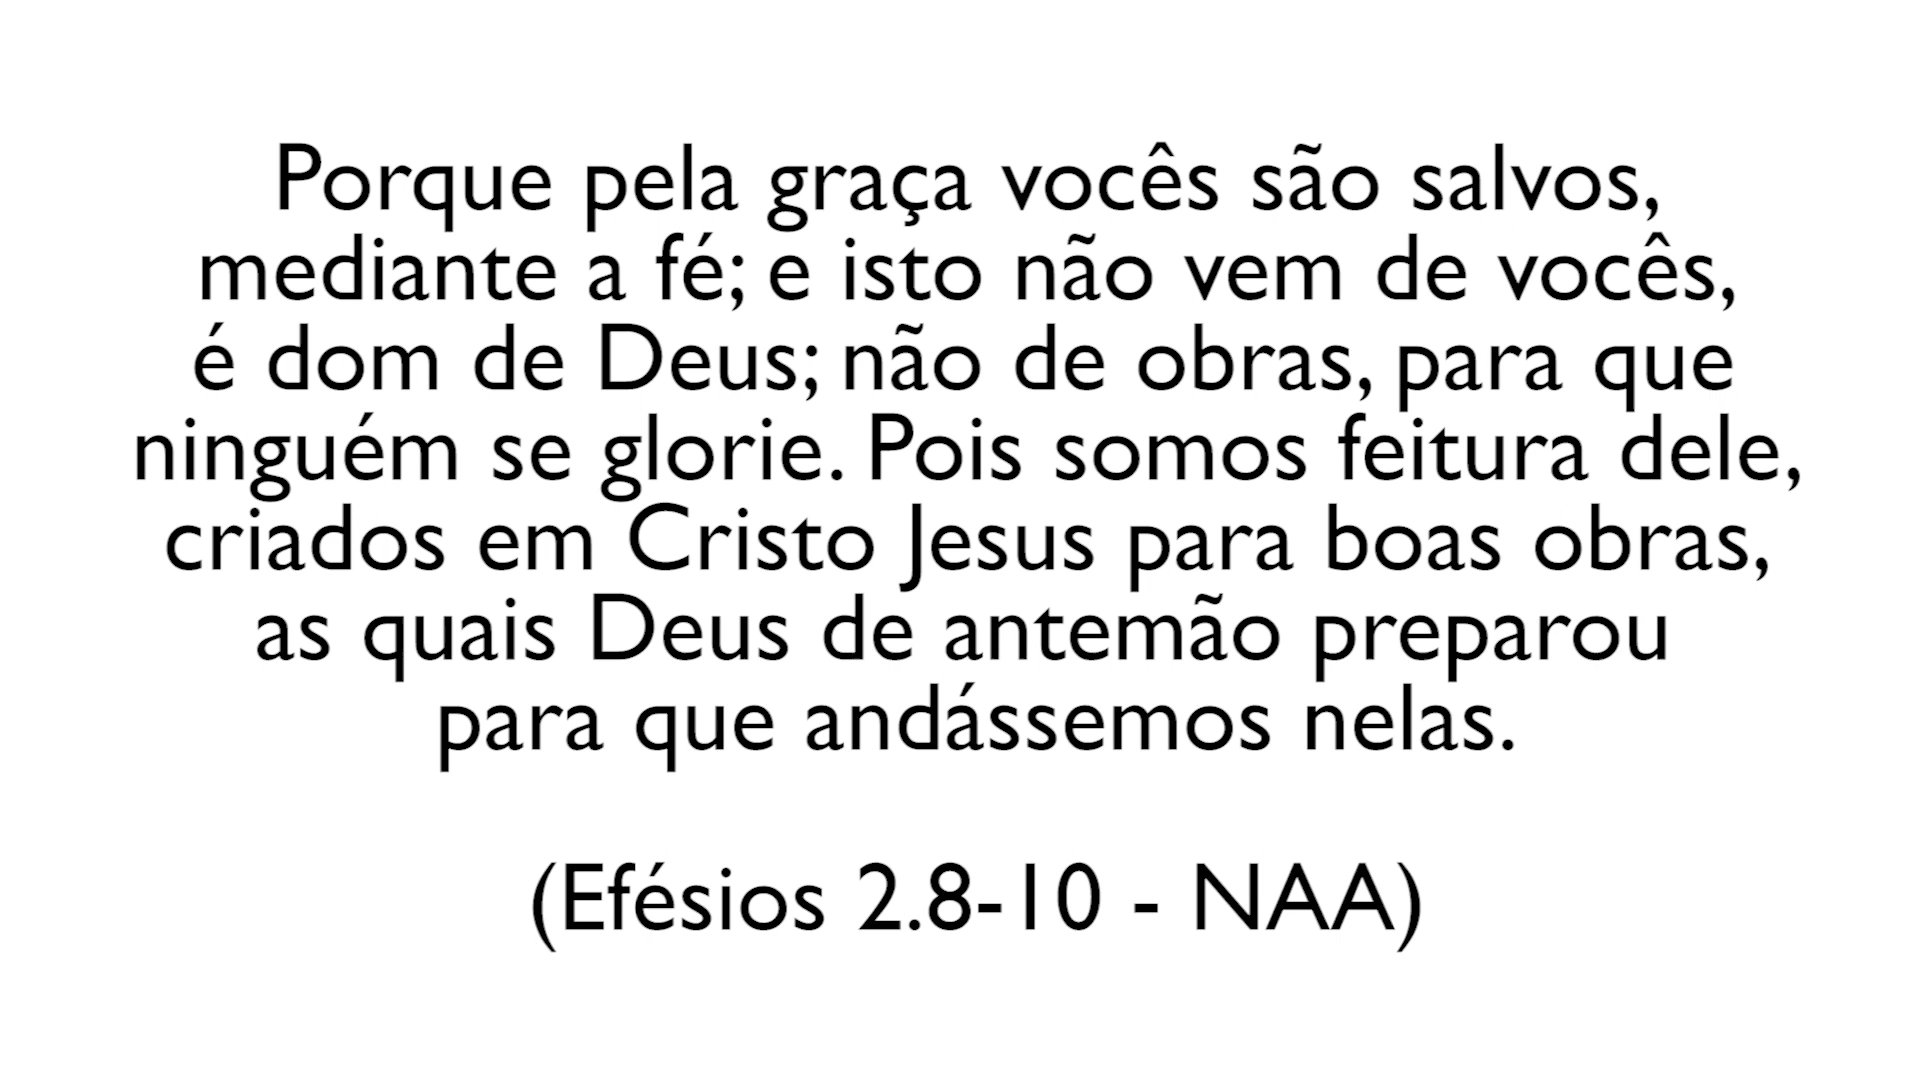 Porque pela graça vocês são salvos,
mediante a fé; e isto não vem de vocês,
é dom de Deus; não de obras, para que
ninguém se glorie. Pois somos feitura dele,
criados em Cristo Jesus para boas obras,
as quais Deus de antemão preparou
para que andássemos nelas.
(Efésios 2.8-10 - NAA)